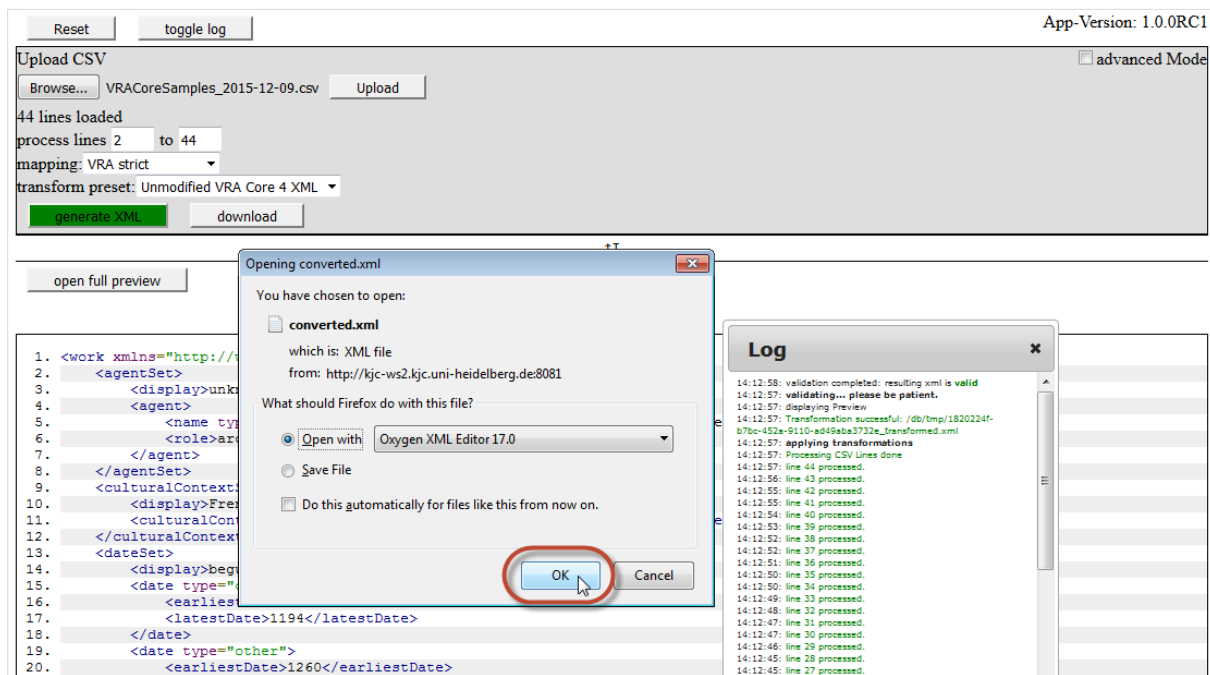 Reset toggle log App-Version: 1.0.0RC1
Upload CSV advanced Mode
Browse... VRACoreSamples_2015-12-09.csv Upload
44 lines loaded
process lines 2 to 44
mapping: VRA strict
transform preset: Unmodified VRA Core 4 XML
generate XML download
open full preview
Opening converted.xml
You have chosen to open:
converted.xml
which is: XML file
from: http://kjc-ws2.kjc.uni-heidelberg.de:8081
What should Firefox do with this file?
Open with Oxygen XML Editor 17.0
Save File
Do this automatically for files like this from now on.
OK Cancel
1. <work xmlns="http://
2. <agentSet>
3. <display>unk
4. <agent>
5. <name ty
6. <role>ar
7. </agent>
8. </agentSet>
9. <culturalContext
10. <display>Fre
11. <culturalCon
12. </culturalContext
13. <dateSet>
14. <display>beg
15. <date type="
16. <earliest
17. <latestDate>1194</latestDate>
18. </date>
19. <date type="other">
20. <earliestDate>1260</earliestDate>
Log
14:12:58: validation completed: resulting xml is valid
14:12:57: validating... please be patient.
14:12:57: displaying Preview
14:12:57: Transformation successful: /db/tmp/1820224f-
b7bc-452a-9110-ad49aba3732e_transformed.xml
14:12:57: applying transformations
14:12:57: Processing CSV Lines done
14:12:57: line 44 processed.
14:12:56: line 43 processed.
14:12:55: line 42 processed.
14:12:55: line 41 processed.
14:12:54: line 40 processed.
14:12:53: line 39 processed.
14:12:52: line 38 processed.
14:12:52: line 37 processed.
14:12:51: line 36 processed.
14:12:50: line 35 processed.
14:12:50: line 34 processed.
14:12:49: line 33 processed.
14:12:48: line 32 processed.
14:12:47: line 31 processed.
14:12:47: line 30 processed.
14:12:46: line 29 processed.
14:12:45: line 28 processed.
14:12:45: line 27 processed.